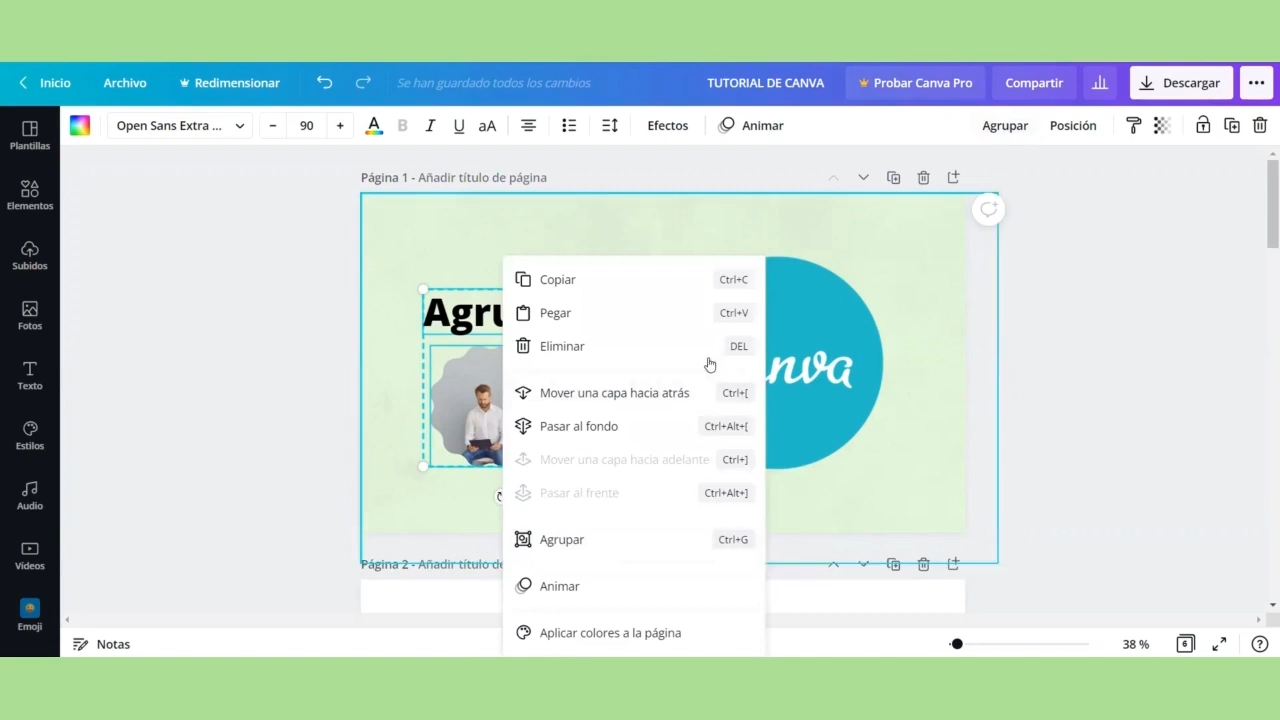 Inicio
Archivo
Redimensionar
Se han guardado todos los cambios
TUTORIAL DE CANVA
Probar Canva Pro
Compartir
Descargar
Open Sans Extra ...
90
B I U aA
Efectos
Animar
Agrupar
Posición
Plantillas
Elementos
Subidos
Fotos
Texto
Estilos
Audio
Vídeos
Emoji
Página 1 - Añadir título de página
Agru
nva
Copiar Ctrl+C
Pegar Ctrl+V
Eliminar DEL
Mover una capa hacia atrás Ctrl+[
Pasar al fondo Ctrl+Alt+[
Mover una capa hacia adelante Ctrl+]
Pasar al frente Ctrl+Alt+]
Agrupar Ctrl+G
Animar
Aplicar colores a la página
Página 2 - Añadir título de
Notas
38 %
6